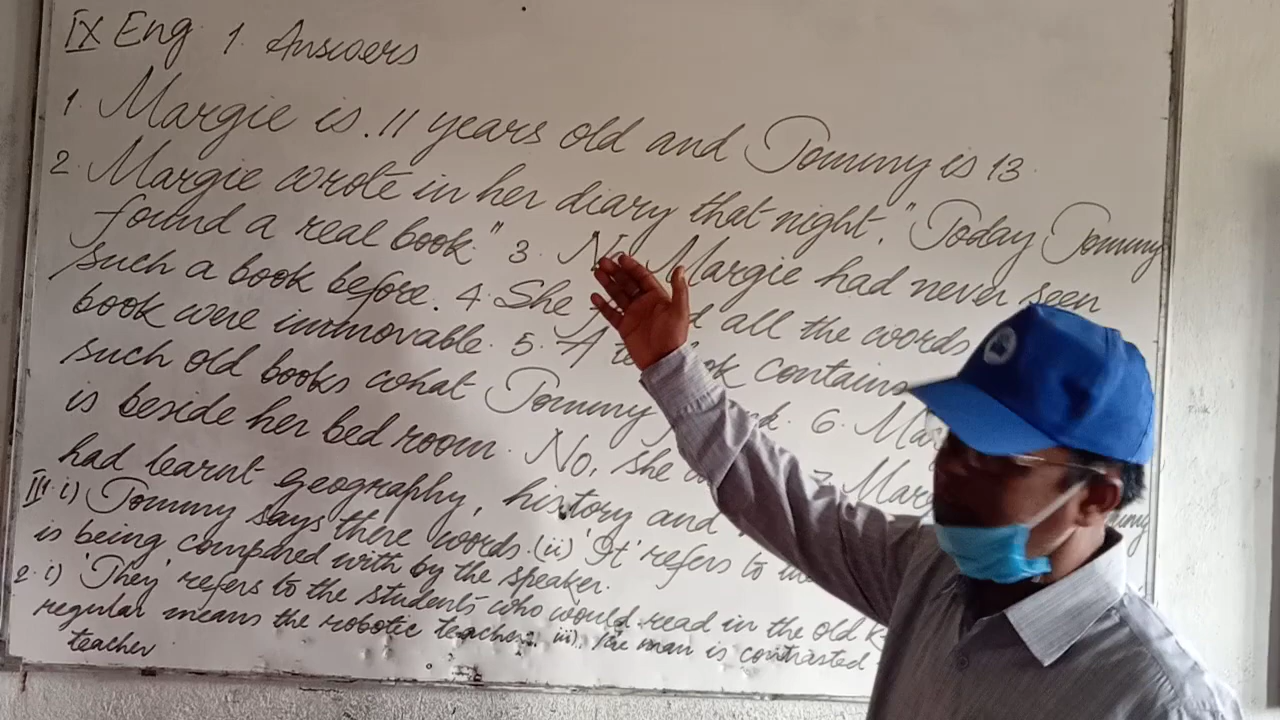 IX Eng 1. Answers
1. Margie is 11 years old and Tommy is 13.
2. Margie wrote in her diary that night, "Today Tommy
found a real book." 3. No Margie had never seen
such a book before. 4. She all the words
book were immovable. 5. A contains
such old books what Tommy 6.
is beside her bed room. No, she 7.
had learnt geography, history and
III. i) Tommy says there words. (ii) 'It' refers to
is being compared with by the speaker.
2. i) 'They' refers to the students who would read in the old
regular means the robotic teacher. iii). The man is contrasted
teacher